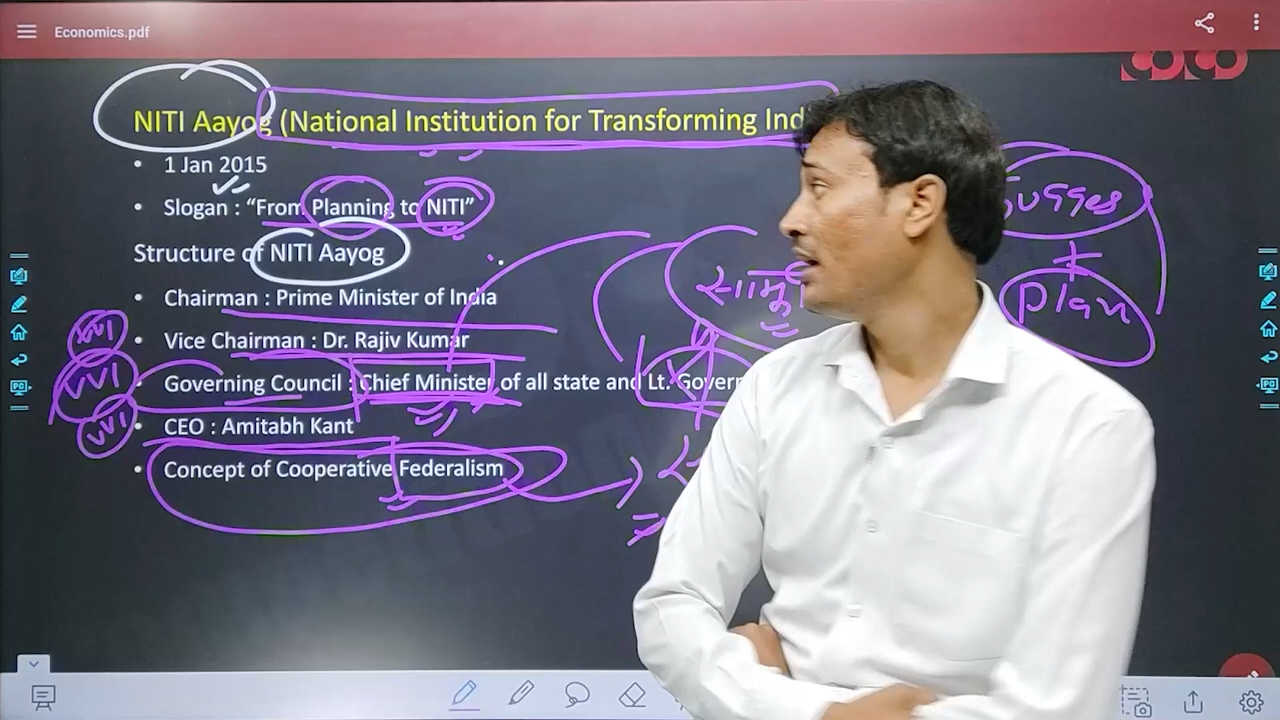 Economics.pdf
NITI Aayog (National Institution for Transforming Ind
• 1 Jan 2015
• Slogan : “From Planning to NITI”
Structure of NITI Aayog
• Chairman : Prime Minister of India
• Vice Chairman : Dr. Rajiv Kumar
• Governing Council : Chief Minister of all state and Lt. Govern
• CEO : Amitabh Kant
• Concept of Cooperative Federalism
VVI
VVI
VVI
Sugges
+
Plan